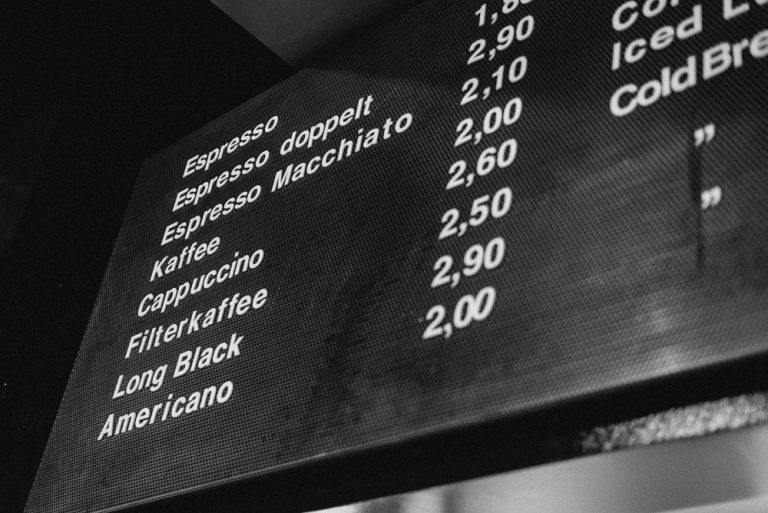 Espresso
Espresso doppelt 2,90
Espresso Macchiato 2,10
Kaffee 2,00
Cappuccino 2,60
Filterkaffee 2,50
Long Black 2,90
Americano 2,00
Iced
Cold
”
”